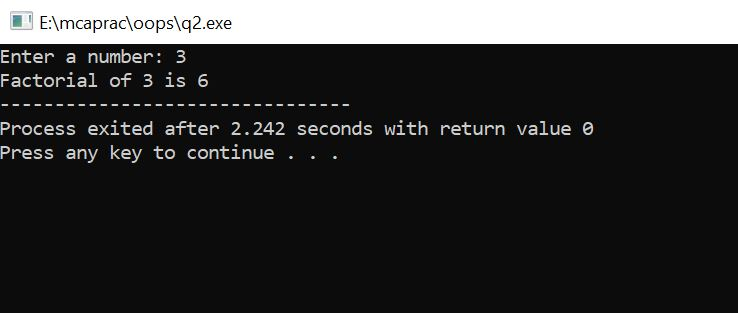 E:\mcaprac\oops\q2.exe
Enter a number: 3
Factorial of 3 is 6
--------------------------------
Process exited after 2.242 seconds with return value 0
Press any key to continue . . .